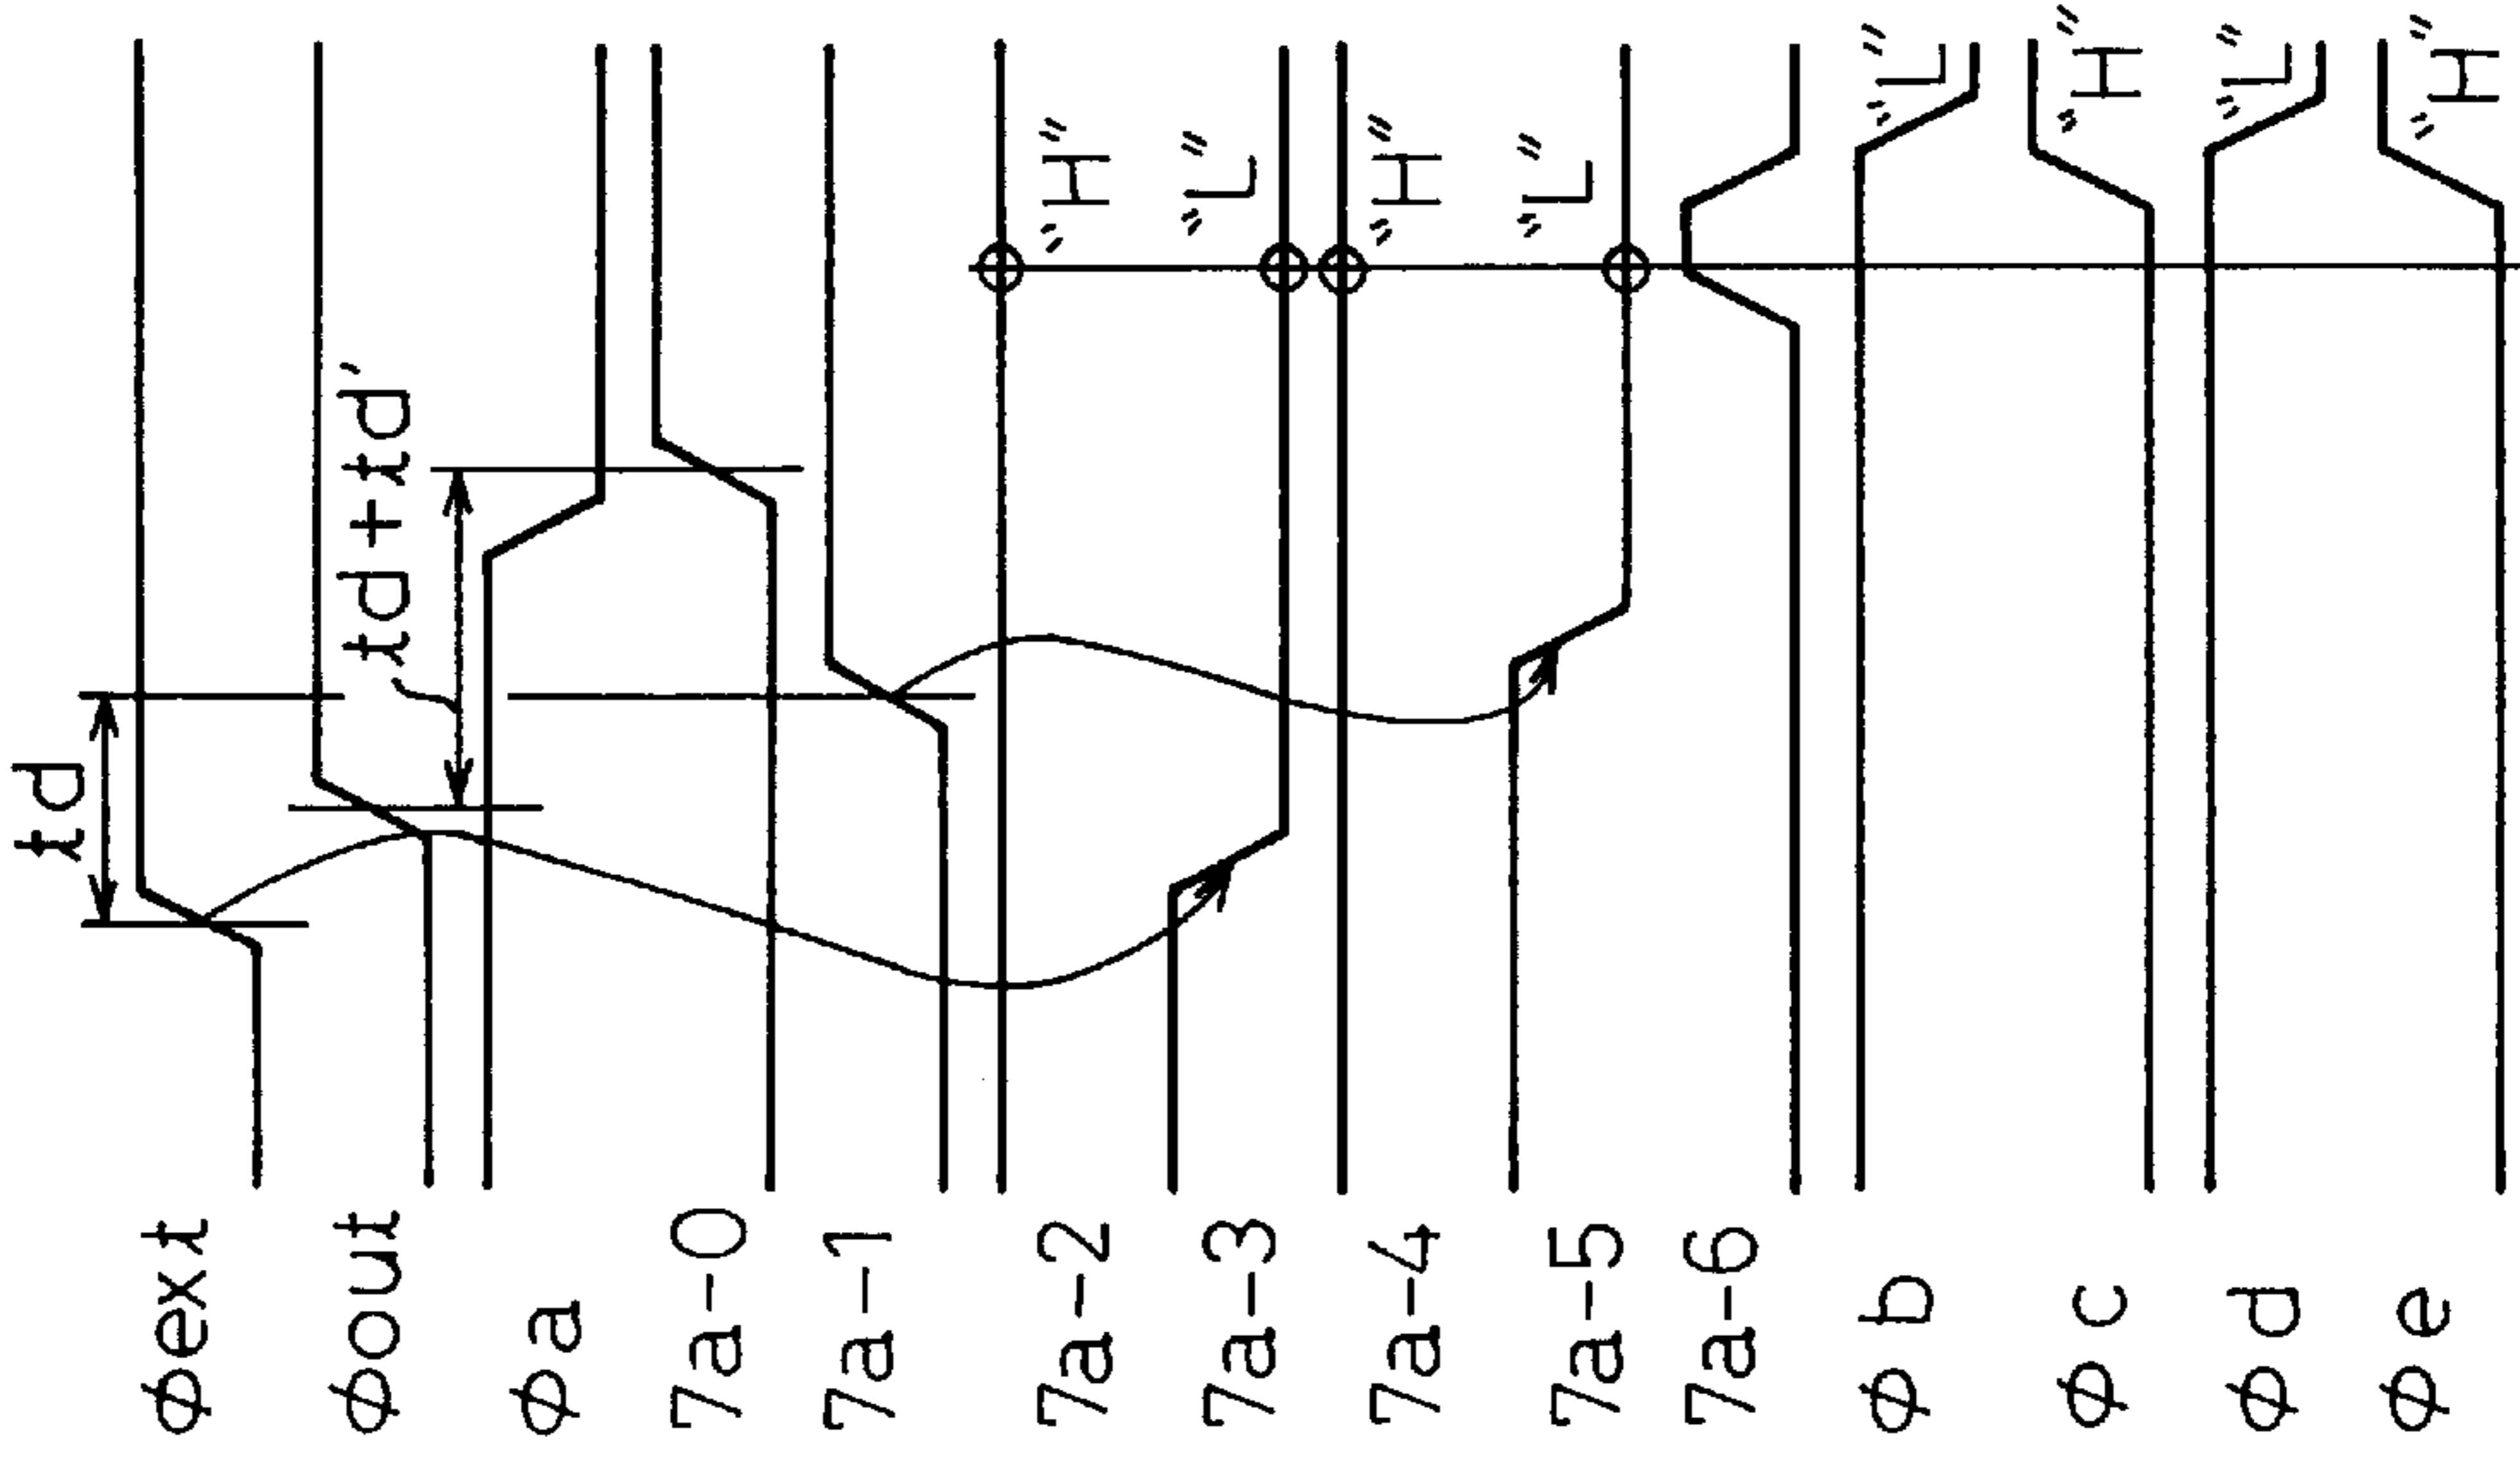 td
td+td'
φext
φout
φa
7a-0
7a-1
7a-2 "H"
7a-3 "L"
7a-4 "H"
7a-5 "L"
7a-6
φb "L"
φc "H"
φd "L"
φe "H"